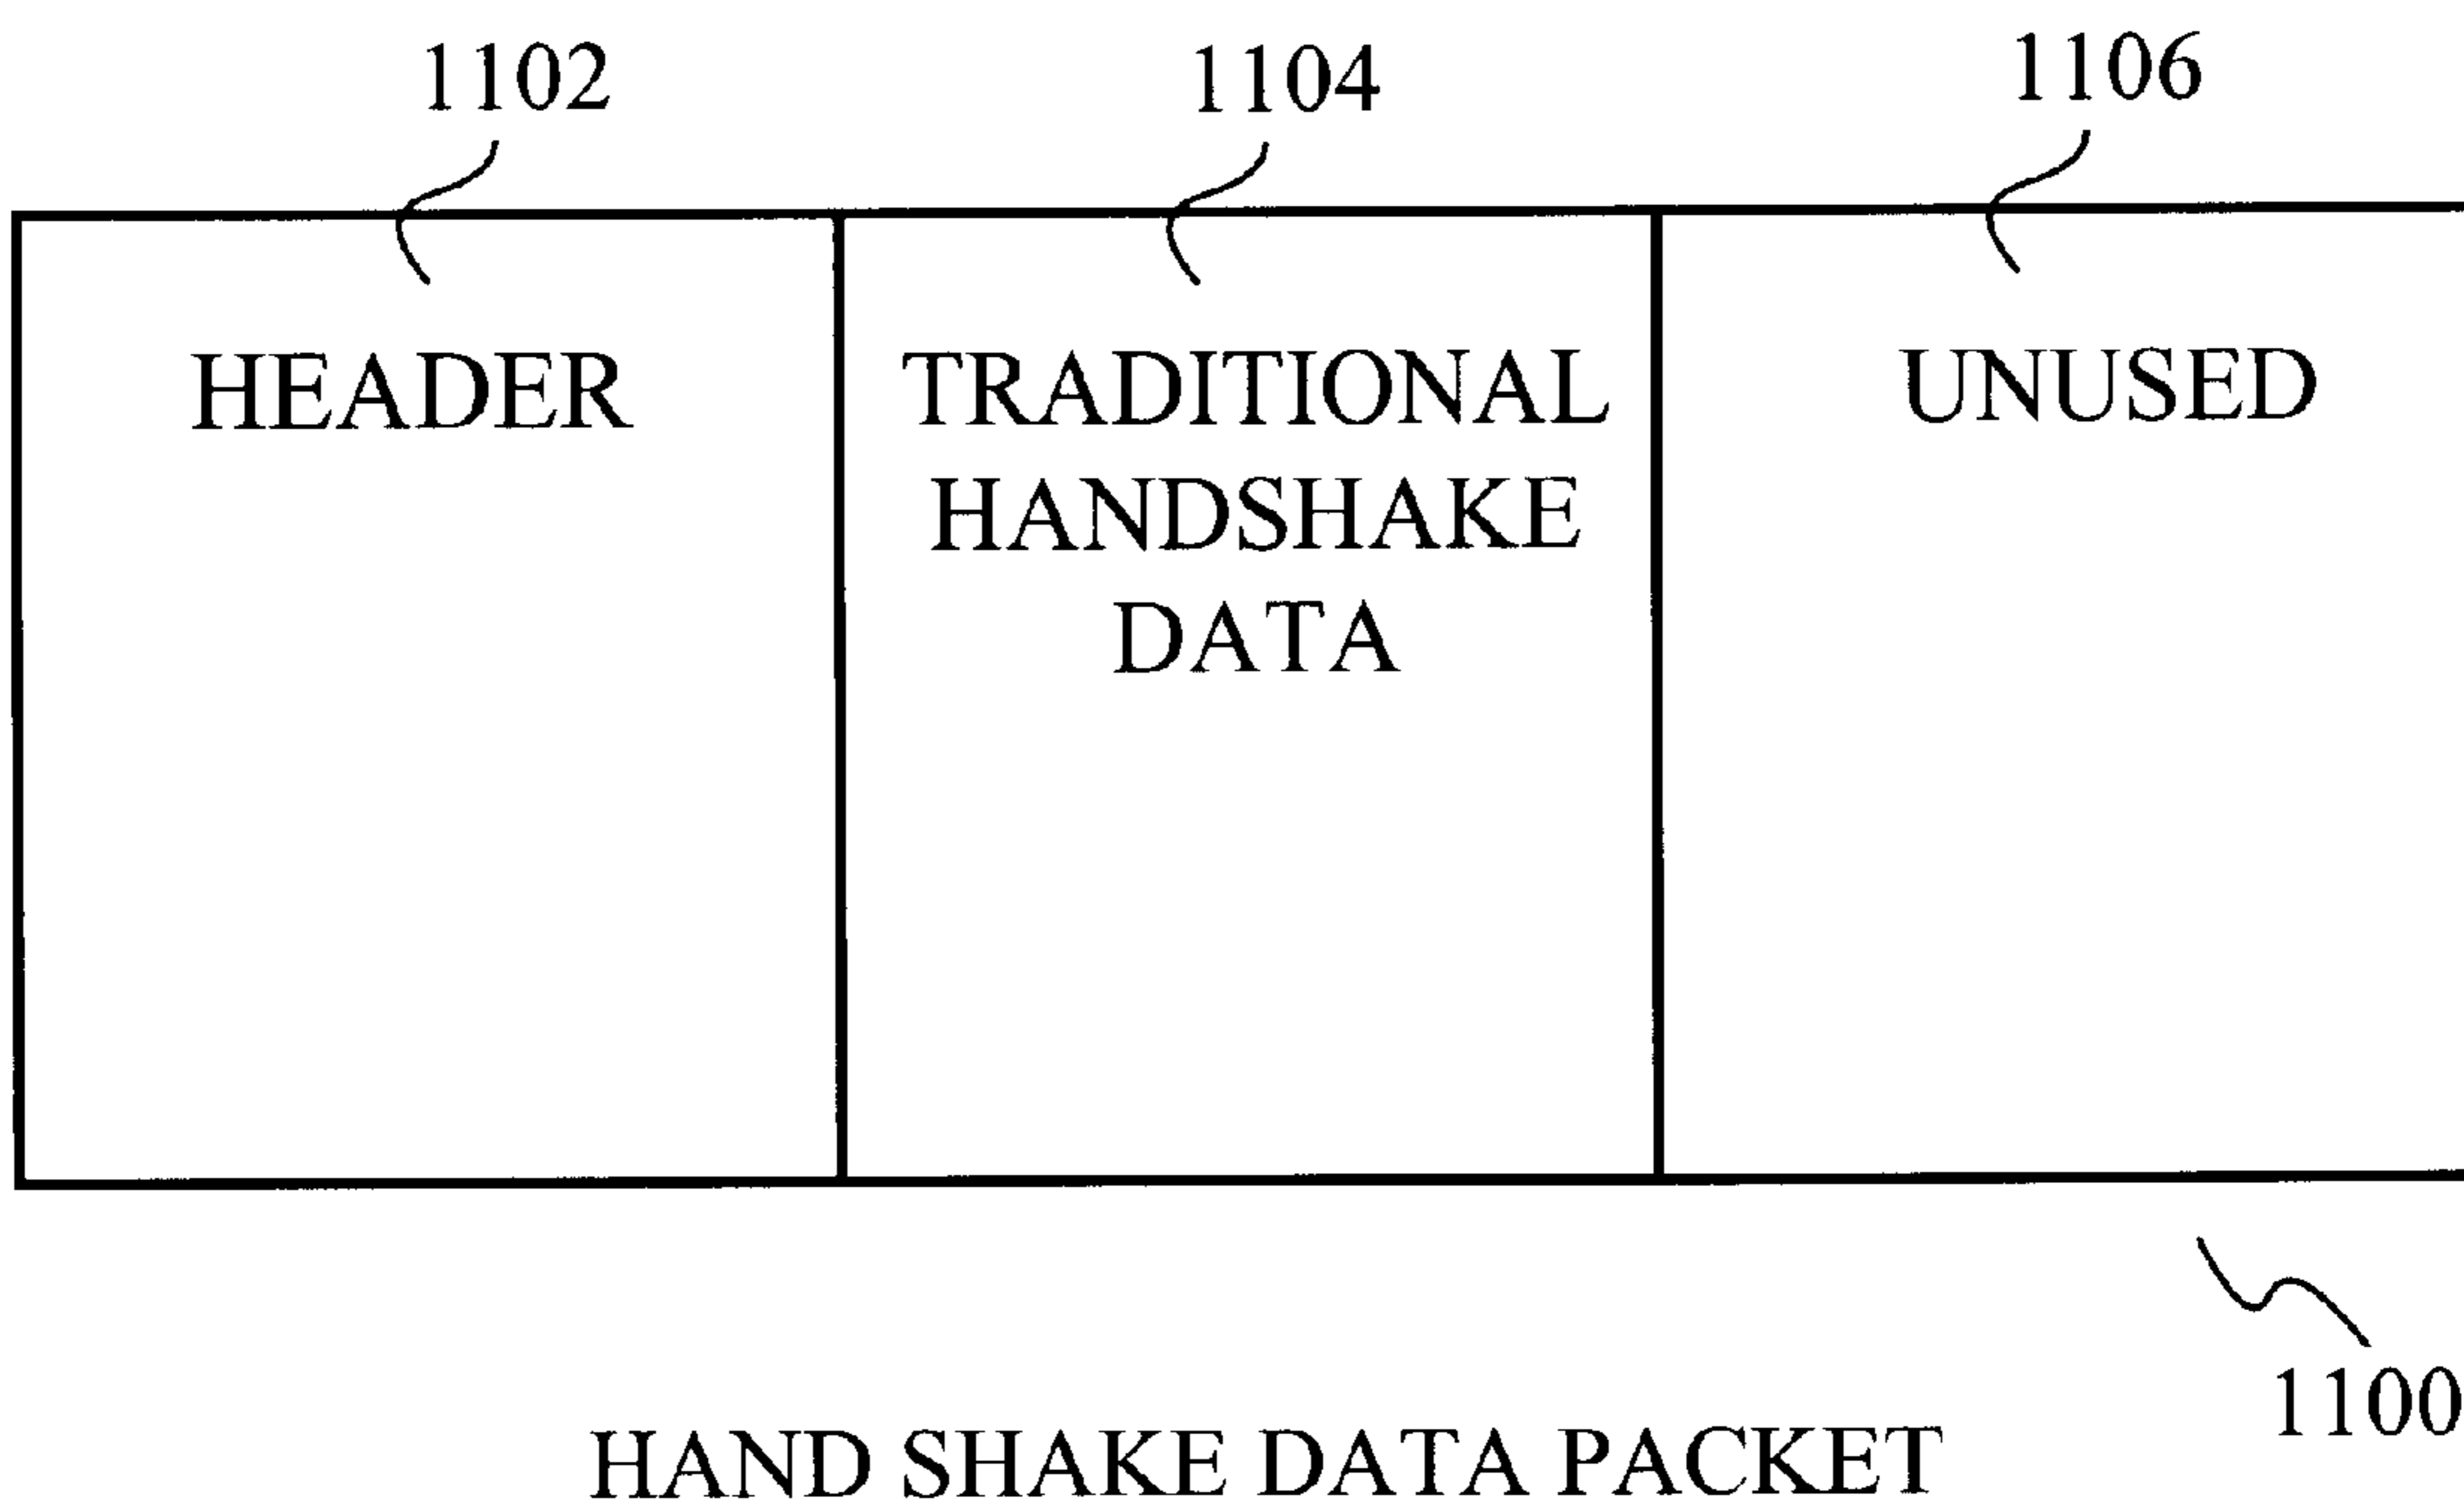 1102
1104
1106
HEADER
TRADITIONAL
HANDSHAKE
DATA
UNUSED
1100
HAND SHAKE DATA PACKET